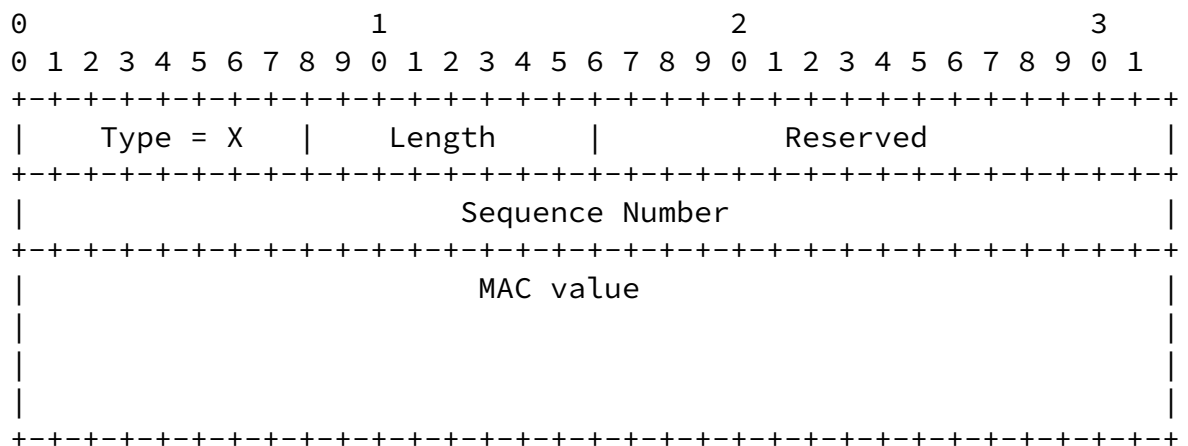 0                   1                   2                   3
0 1 2 3 4 5 6 7 8 9 0 1 2 3 4 5 6 7 8 9 0 1 2 3 4 5 6 7 8 9 0 1
+-+-+-+-+-+-+-+-+-+-+-+-+-+-+-+-+-+-+-+-+-+-+-+-+-+-+-+-+-+-+-+-+
|    Type = X   |    Length     |          Reserved             |
+-+-+-+-+-+-+-+-+-+-+-+-+-+-+-+-+-+-+-+-+-+-+-+-+-+-+-+-+-+-+-+-+
|                        Sequence Number                        |
+-+-+-+-+-+-+-+-+-+-+-+-+-+-+-+-+-+-+-+-+-+-+-+-+-+-+-+-+-+-+-+-+
|                         MAC value                             |
|                                                               |
|                                                               |
|                                                               |
+-+-+-+-+-+-+-+-+-+-+-+-+-+-+-+-+-+-+-+-+-+-+-+-+-+-+-+-+-+-+-+-+